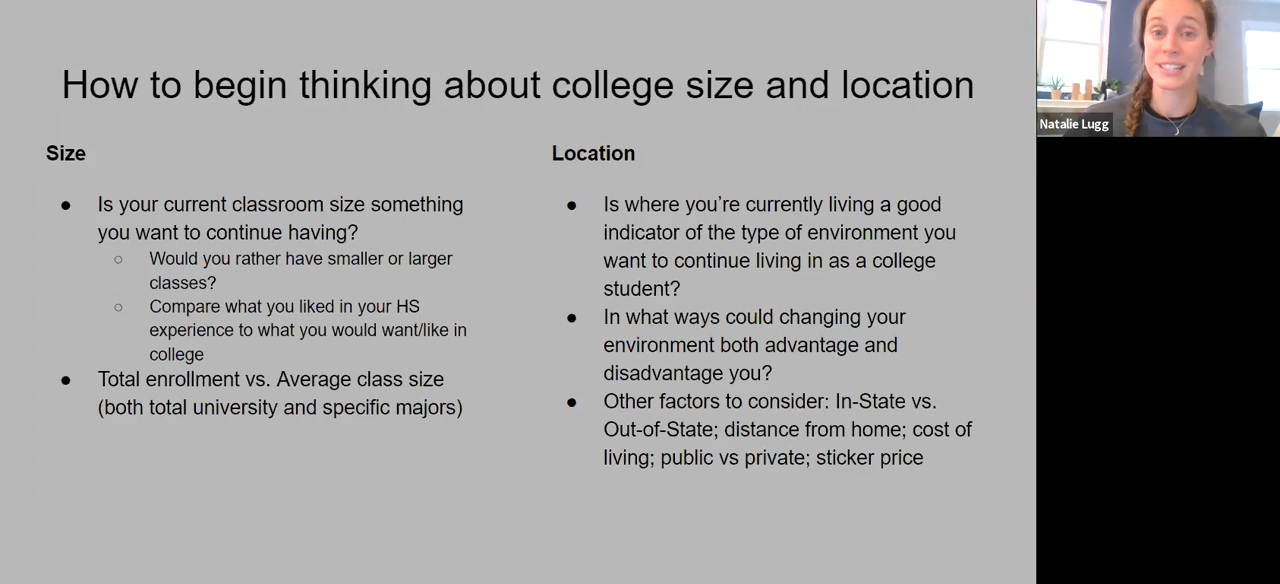 How to begin thinking about college size and location
Size
● Is your current classroom size something
you want to continue having?
○ Would you rather have smaller or larger
classes?
○ Compare what you liked in your HS
experience to what you would want/like in
college
● Total enrollment vs. Average class size
(both total university and specific majors)
Location
● Is where you’re currently living a good
indicator of the type of environment you
want to continue living in as a college
student?
● In what ways could changing your
environment both advantage and
disadvantage you?
● Other factors to consider: In-State vs.
Out-of-State; distance from home; cost of
living; public vs private; sticker price
Natalie Lugg